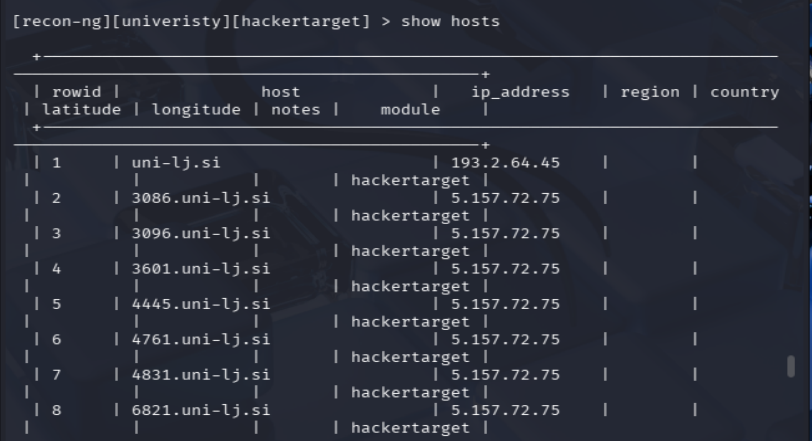 [recon-ng][univeristy][hackertarget] > show hosts
+——————————————————————————————
——————————————————————————————+
| rowid | host | ip_address | region | country
| latitude | longitude | notes | module |
+——————————————————————————————
——————————————————————————————+
| 1 | uni-lj.si | 193.2.64.45 | |
| | | | hackertarget |
| 2 | 3086.uni-lj.si | 5.157.72.75 | |
| | | | hackertarget |
| 3 | 3096.uni-lj.si | 5.157.72.75 | |
| | | | hackertarget |
| 4 | 3601.uni-lj.si | 5.157.72.75 | |
| | | | hackertarget |
| 5 | 4445.uni-lj.si | 5.157.72.75 | |
| | | | hackertarget |
| 6 | 4761.uni-lj.si | 5.157.72.75 | |
| | | | hackertarget |
| 7 | 4831.uni-lj.si | 5.157.72.75 | |
| | | | hackertarget |
| 8 | 6821.uni-lj.si | 5.157.72.75 | |
| | | | hackertarget |